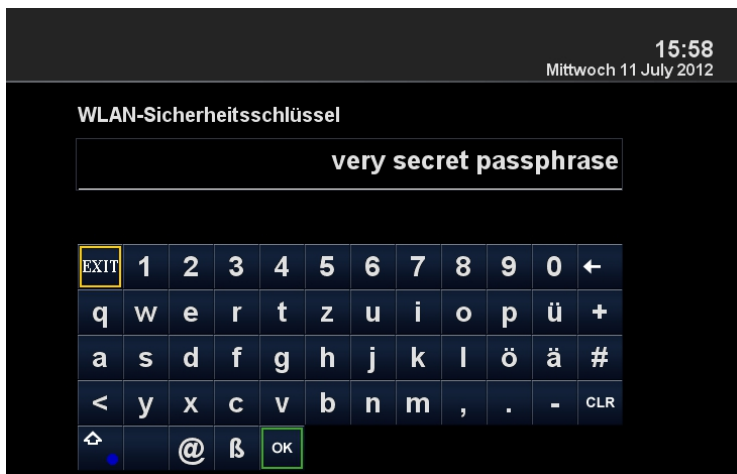 15:58
Mittwoch 11 July 2012
WLAN-Sicherheitsschlüssel
very secret passphrase
EXIT 1 2 3 4 5 6 7 8 9 0 ←
q w e r t z u i o p ü +
a s d f g h j k l ö ä #
< y x c v b n m , . - CLR
@ ß OK